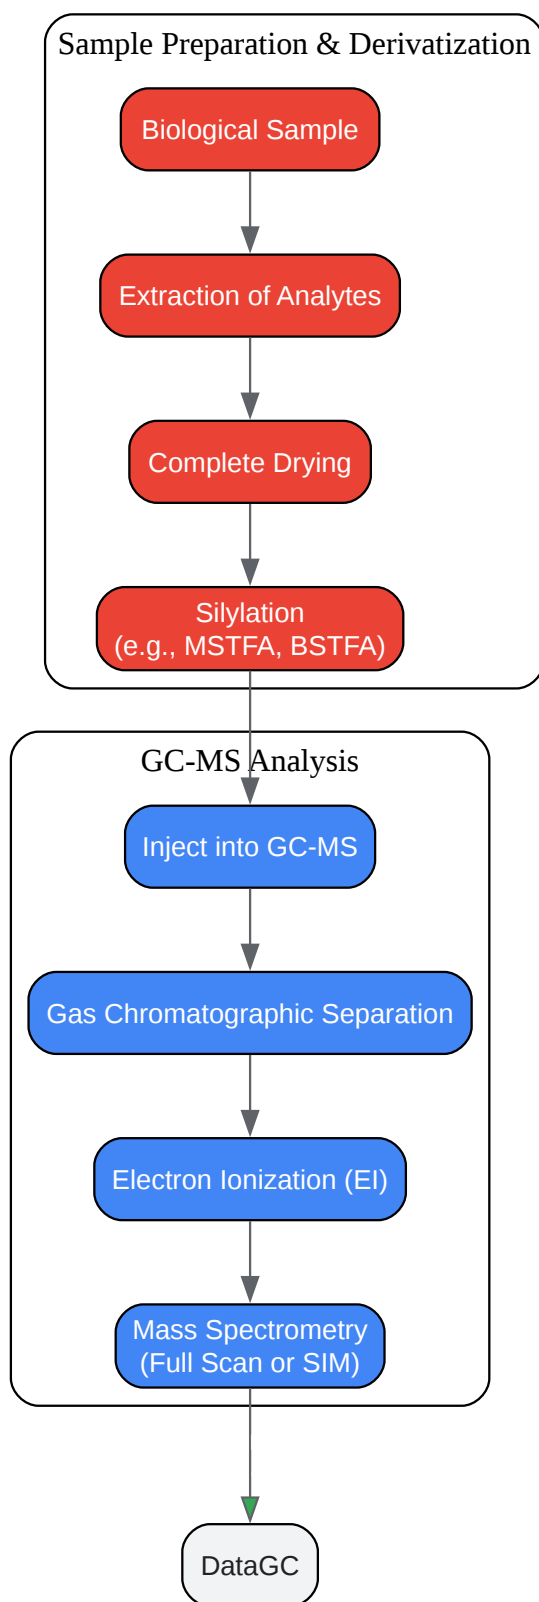 Sample Preparation & Derivatization
Biological Sample
Extraction of Analytes
Complete Drying
Silylation
(e.g., MSTFA, BSTFA)
GC-MS Analysis
Inject into GC-MS
Gas Chromatographic Separation
Electron Ionization (EI)
Mass Spectrometry
(Full Scan or SIM)
DataGC